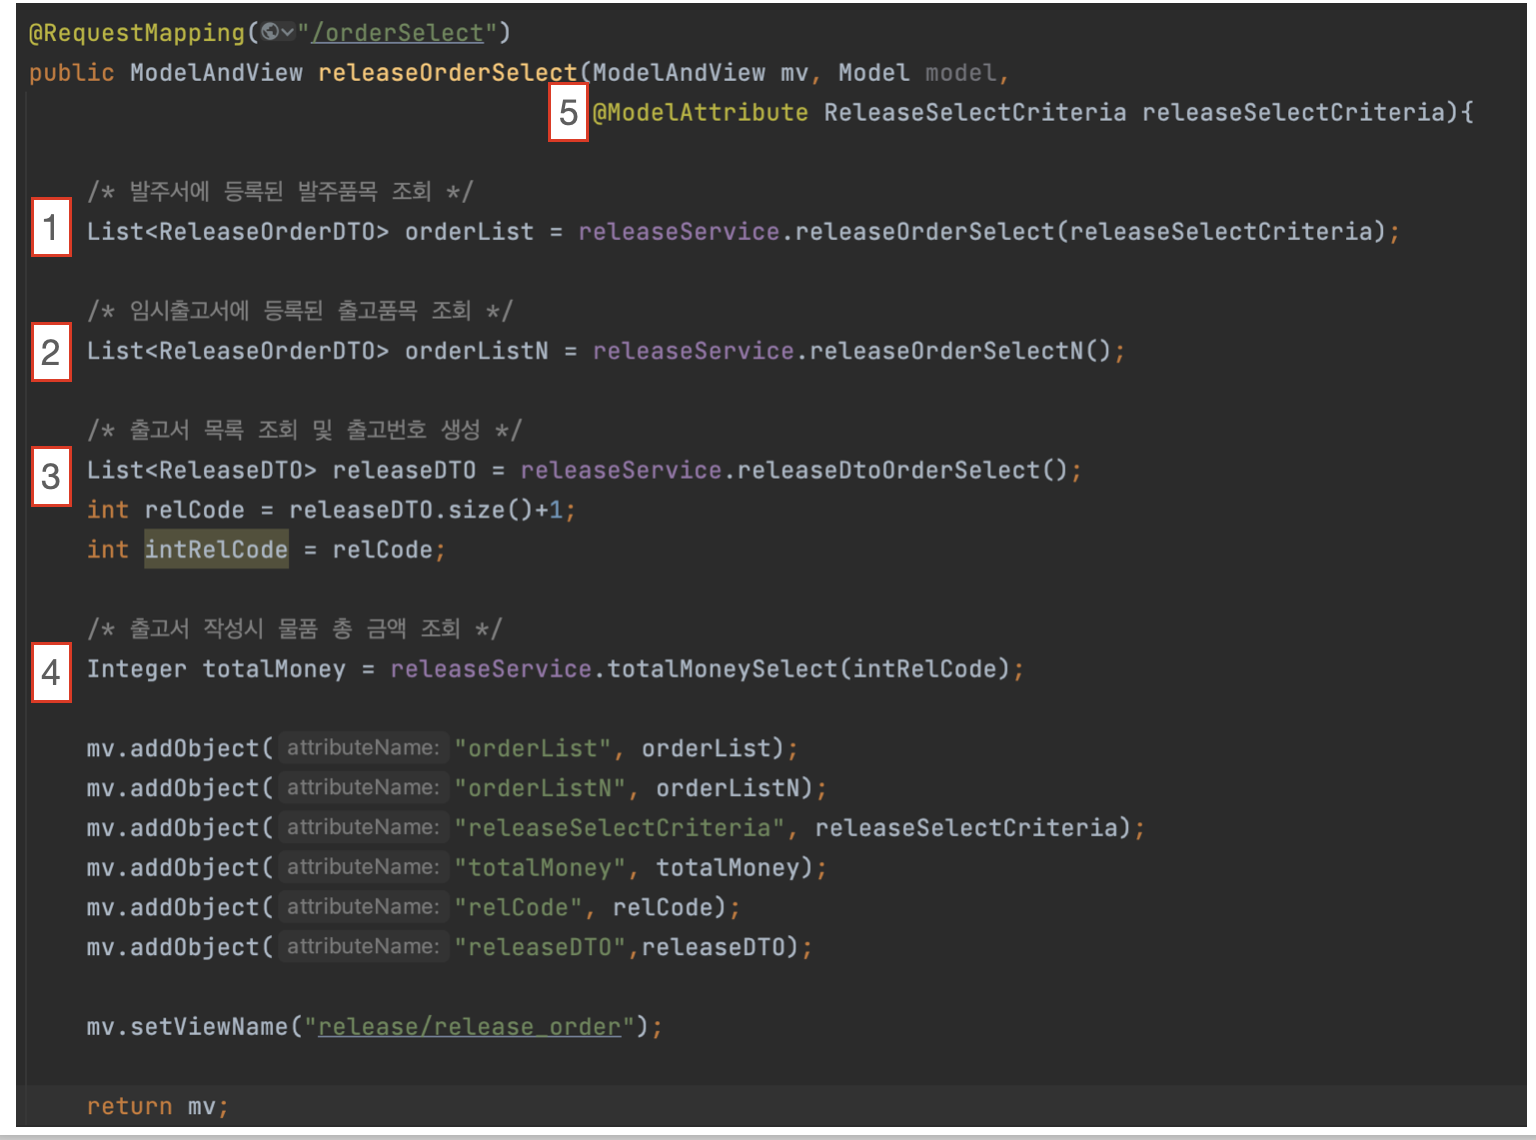 @RequestMapping("/orderSelect")
public ModelAndView releaseOrderSelect(ModelAndView mv, Model model,
5 @ModelAttribute ReleaseSelectCriteria releaseSelectCriteria){
/* 발주서에 등록된 발주품목 조회 */
1 List<ReleaseOrderDTO> orderList = releaseService.releaseOrderSelect(releaseSelectCriteria);
/* 임시출고서에 등록된 출고품목 조회 */
2 List<ReleaseOrderDTO> orderListN = releaseService.releaseOrderSelectN();
/* 출고서 목록 조회 및 출고번호 생성 */
3 List<ReleaseDTO> releaseDTO = releaseService.releaseDtoOrderSelect();
int relCode = releaseDTO.size()+1;
int intRelCode = relCode;
/* 출고서 작성시 물품 총 금액 조회 */
4 Integer totalMoney = releaseService.totalMoneySelect(intRelCode);
mv.addObject( attributeName: "orderList", orderList);
mv.addObject( attributeName: "orderListN", orderListN);
mv.addObject( attributeName: "releaseSelectCriteria", releaseSelectCriteria);
mv.addObject( attributeName: "totalMoney", totalMoney);
mv.addObject( attributeName: "relCode", relCode);
mv.addObject( attributeName: "releaseDTO",releaseDTO);
mv.setViewName("release/release_order");
return mv;